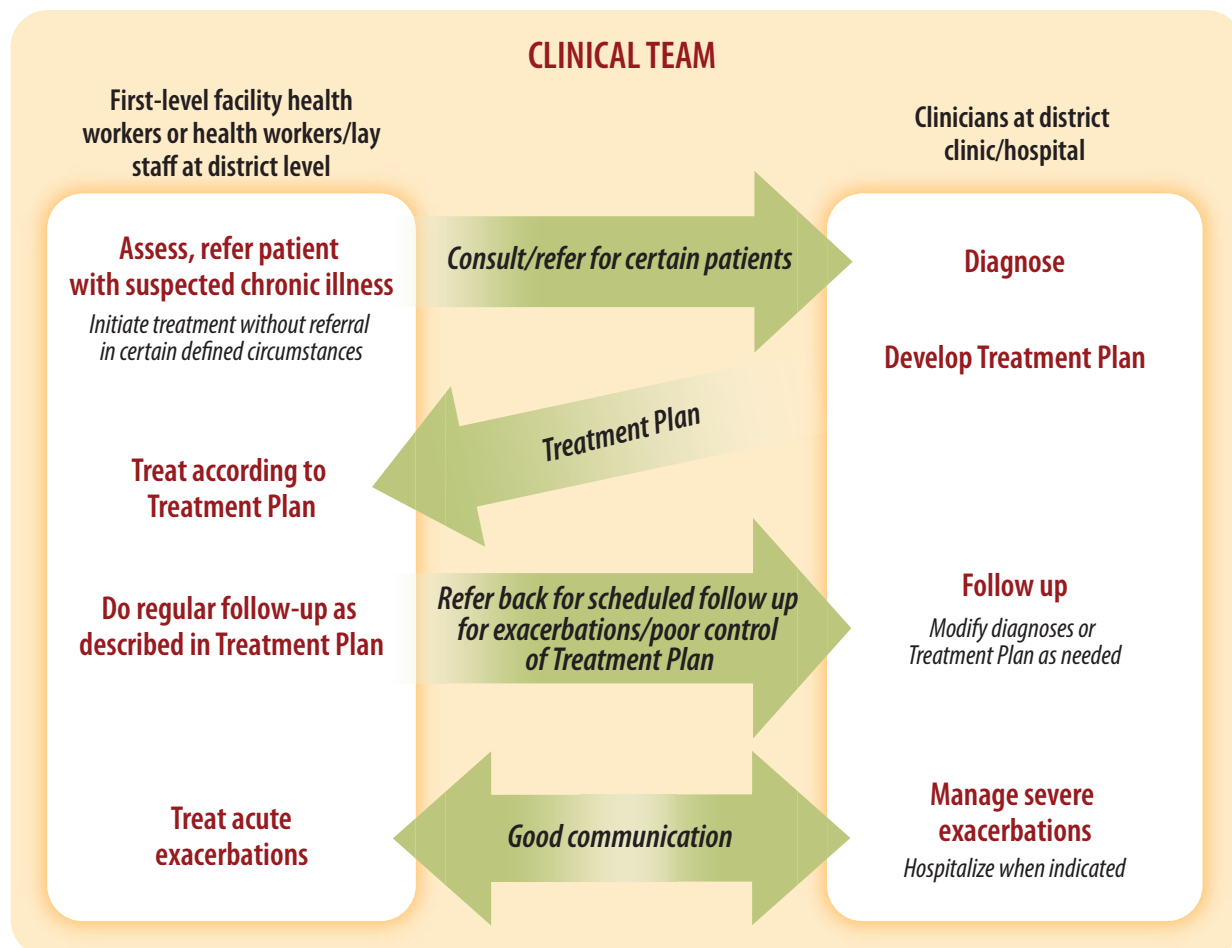 CLINICAL TEAM
First-level facility health
workers or health workers/lay
staff at district level
Clinicians at district
clinic/hospital
Assess, refer patient
with suspected chronic illness
Initiate treatment without referral
in certain defined circumstances
Consult/refer for certain patients
Diagnose
Develop Treatment Plan
Treatment Plan
Treat according to
Treatment Plan
Do regular follow-up as
described in Treatment Plan
Refer back for scheduled follow up
for exacerbations/poor control
of Treatment Plan
Follow up
Modify diagnoses or
Treatment Plan as needed
Treat acute
exacerbations
Good communication
Manage severe
exacerbations
Hospitalize when indicated